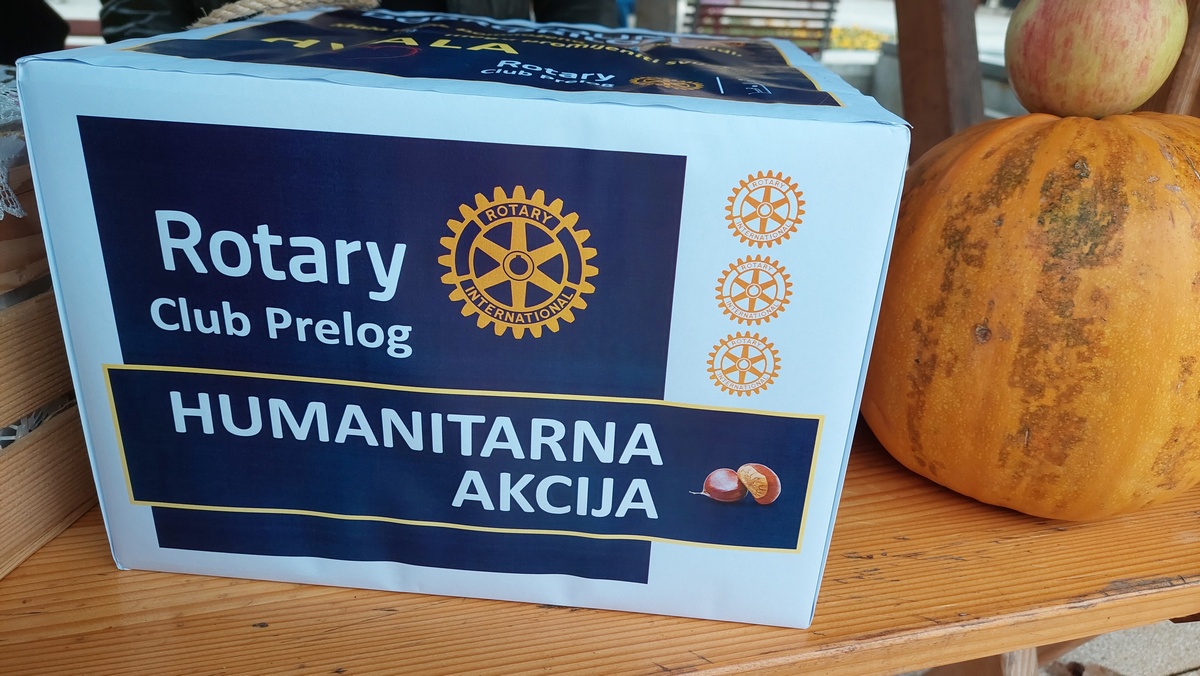 HVALA
Rotary
Club Prelog
Rotary
Club Prelog
ROTARY
INTERNATIONAL
ROTARY
INTERNATIONAL
ROTARY
INTERNATIONAL
ROTARY
INTERNATIONAL
HUMANITARNA
AKCIJA